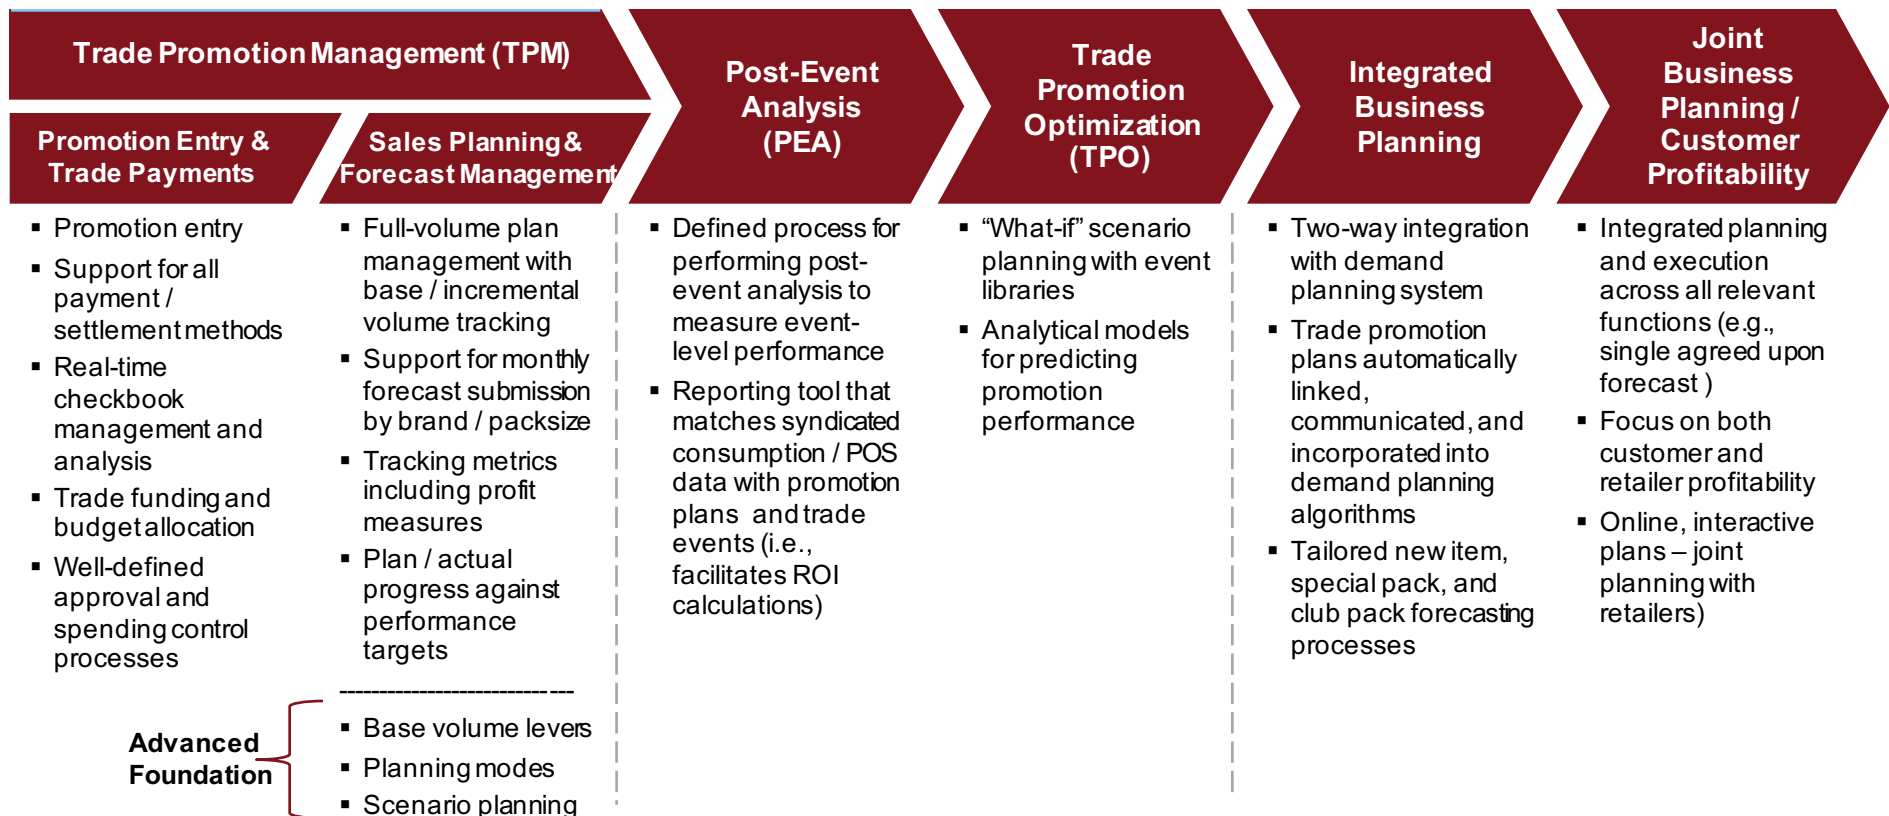 Trade Promotion Management (TPM)
Promotion Entry &
Trade Payments
Sales Planning &
Forecast Management
Post-Event
Analysis
(PEA)
Trade
Promotion
Optimization
(TPO)
Integrated
Business
Planning
Joint
Business
Planning /
Customer
Profitability
▪ Promotion entry
▪ Support for all
payment /
settlement methods
▪ Real-time
checkbook
management and
analysis
▪ Trade funding and
budget allocation
▪ Well-defined
approval and
spending control
processes
▪ Full-volume plan
management with
base / incremental
volume tracking
▪ Support for monthly
forecast submission
by brand / packsize
▪ Tracking metrics
including profit
measures
▪ Plan / actual
progress against
performance
targets
-----------------------------
Advanced
Foundation
▪ Base volume levers
▪ Planning modes
▪ Scenario planning
▪ Defined process for
performing post-
event analysis to
measure event-
level performance
▪ Reporting tool that
matches syndicated
consumption / POS
data with promotion
plans and trade
events (i.e.,
facilitates ROI
calculations)
▪ “What-if” scenario
planning with event
libraries
▪ Analytical models
for predicting
promotion
performance
▪ Two-way integration
with demand
planning system
▪ Trade promotion
plans automatically
linked,
communicated, and
incorporated into
demand planning
algorithms
▪ Tailored new item,
special pack, and
club pack forecasting
processes
▪ Integrated planning
and execution
across all relevant
functions (e.g.,
single agreed upon
forecast )
▪ Focus on both
customer and
retailer profitability
▪ Online, interactive
plans – joint
planning with
retailers)